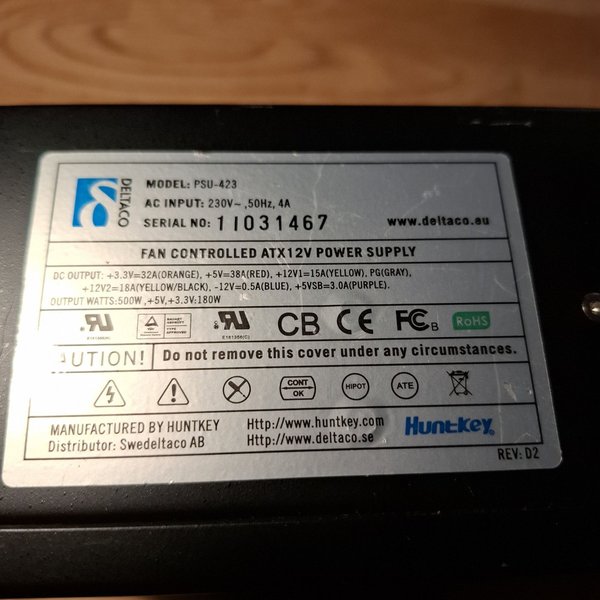 DELTACO
MODEL: PSU-423
AC INPUT: 230V~ ,50Hz, 4A
SERIAL NO: 11031467
www.deltaco.eu
FAN CONTROLLED ATX12V POWER SUPPLY
DC OUTPUT: +3.3V=32A(ORANGE), +5V=38A(RED), +12V1=15A(YELLOW), PG(GRAY),
+12V2=18A(YELLOW/BLACK), -12V=0.5A(BLUE), +5VSB=3.0A(PURPLE).
OUTPUT WATTS:500W ,+5V,+3.3V:180W
CB CE FC B RoHS
AUTION! Do not remove this cover under any circumstances.
CONT OK HIPOT ATE
MANUFACTURED BY HUNTKEY Http://www.huntkey.com Huntkey
Distributor: Swedeltaco AB Http://www.deltaco.se
REV: D2